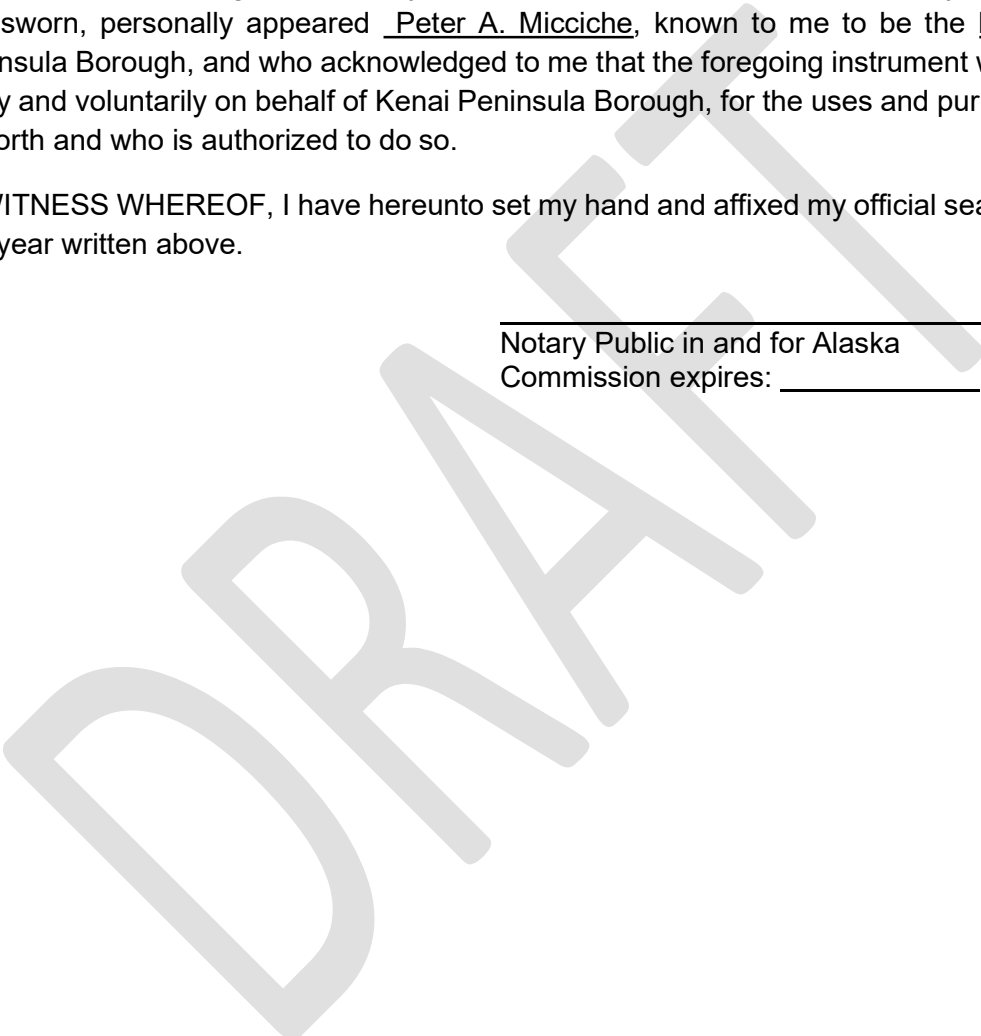 sworn, personally appeared Peter A. Micciche, known to me to be the
nsula Borough, and who acknowledged to me that the foregoing instrument
y and voluntarily on behalf of Kenai Peninsula Borough, for the uses and pur
orth and who is authorized to do so.
WITNESS WHEREOF, I have hereunto set my hand and affixed my official sea
year written above.
Notary Public in and for Alaska
Commission expires:
DRAFT